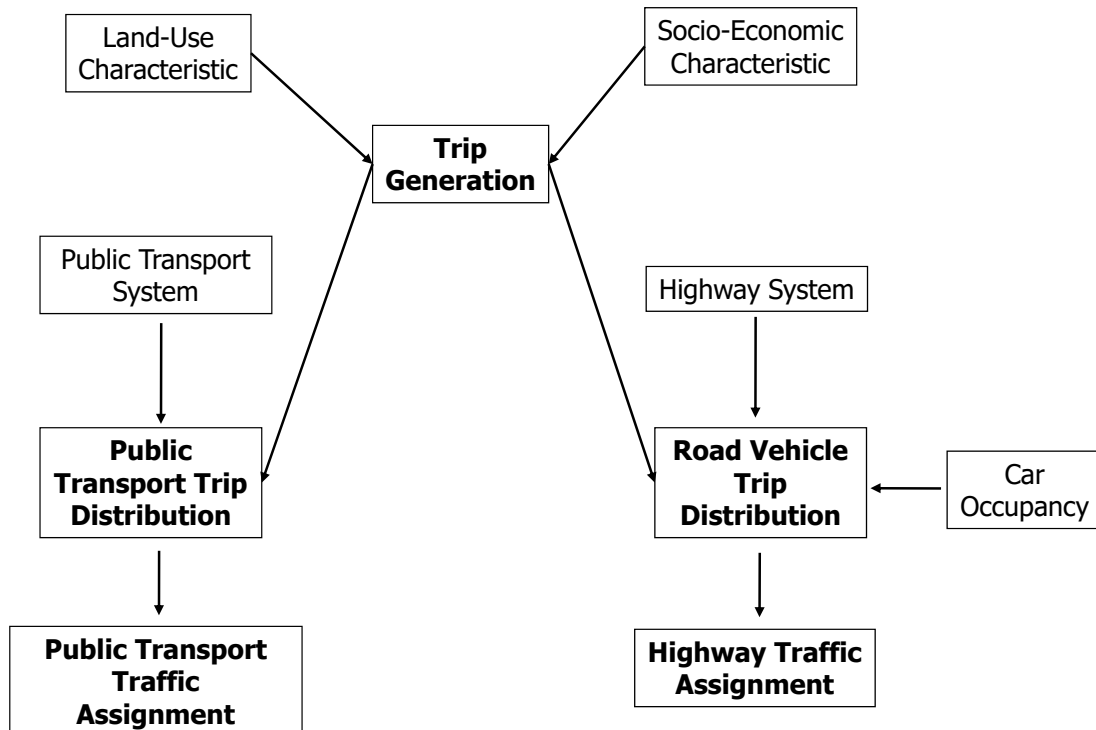 Land-Use
Characteristic
Socio-Economic
Characteristic
Trip
Generation
Public Transport
System
Highway System
Public
Transport Trip
Distribution
Road Vehicle
Trip
Distribution
Car
Occupancy
Public Transport
Traffic
Assignment
Highway Traffic
Assignment